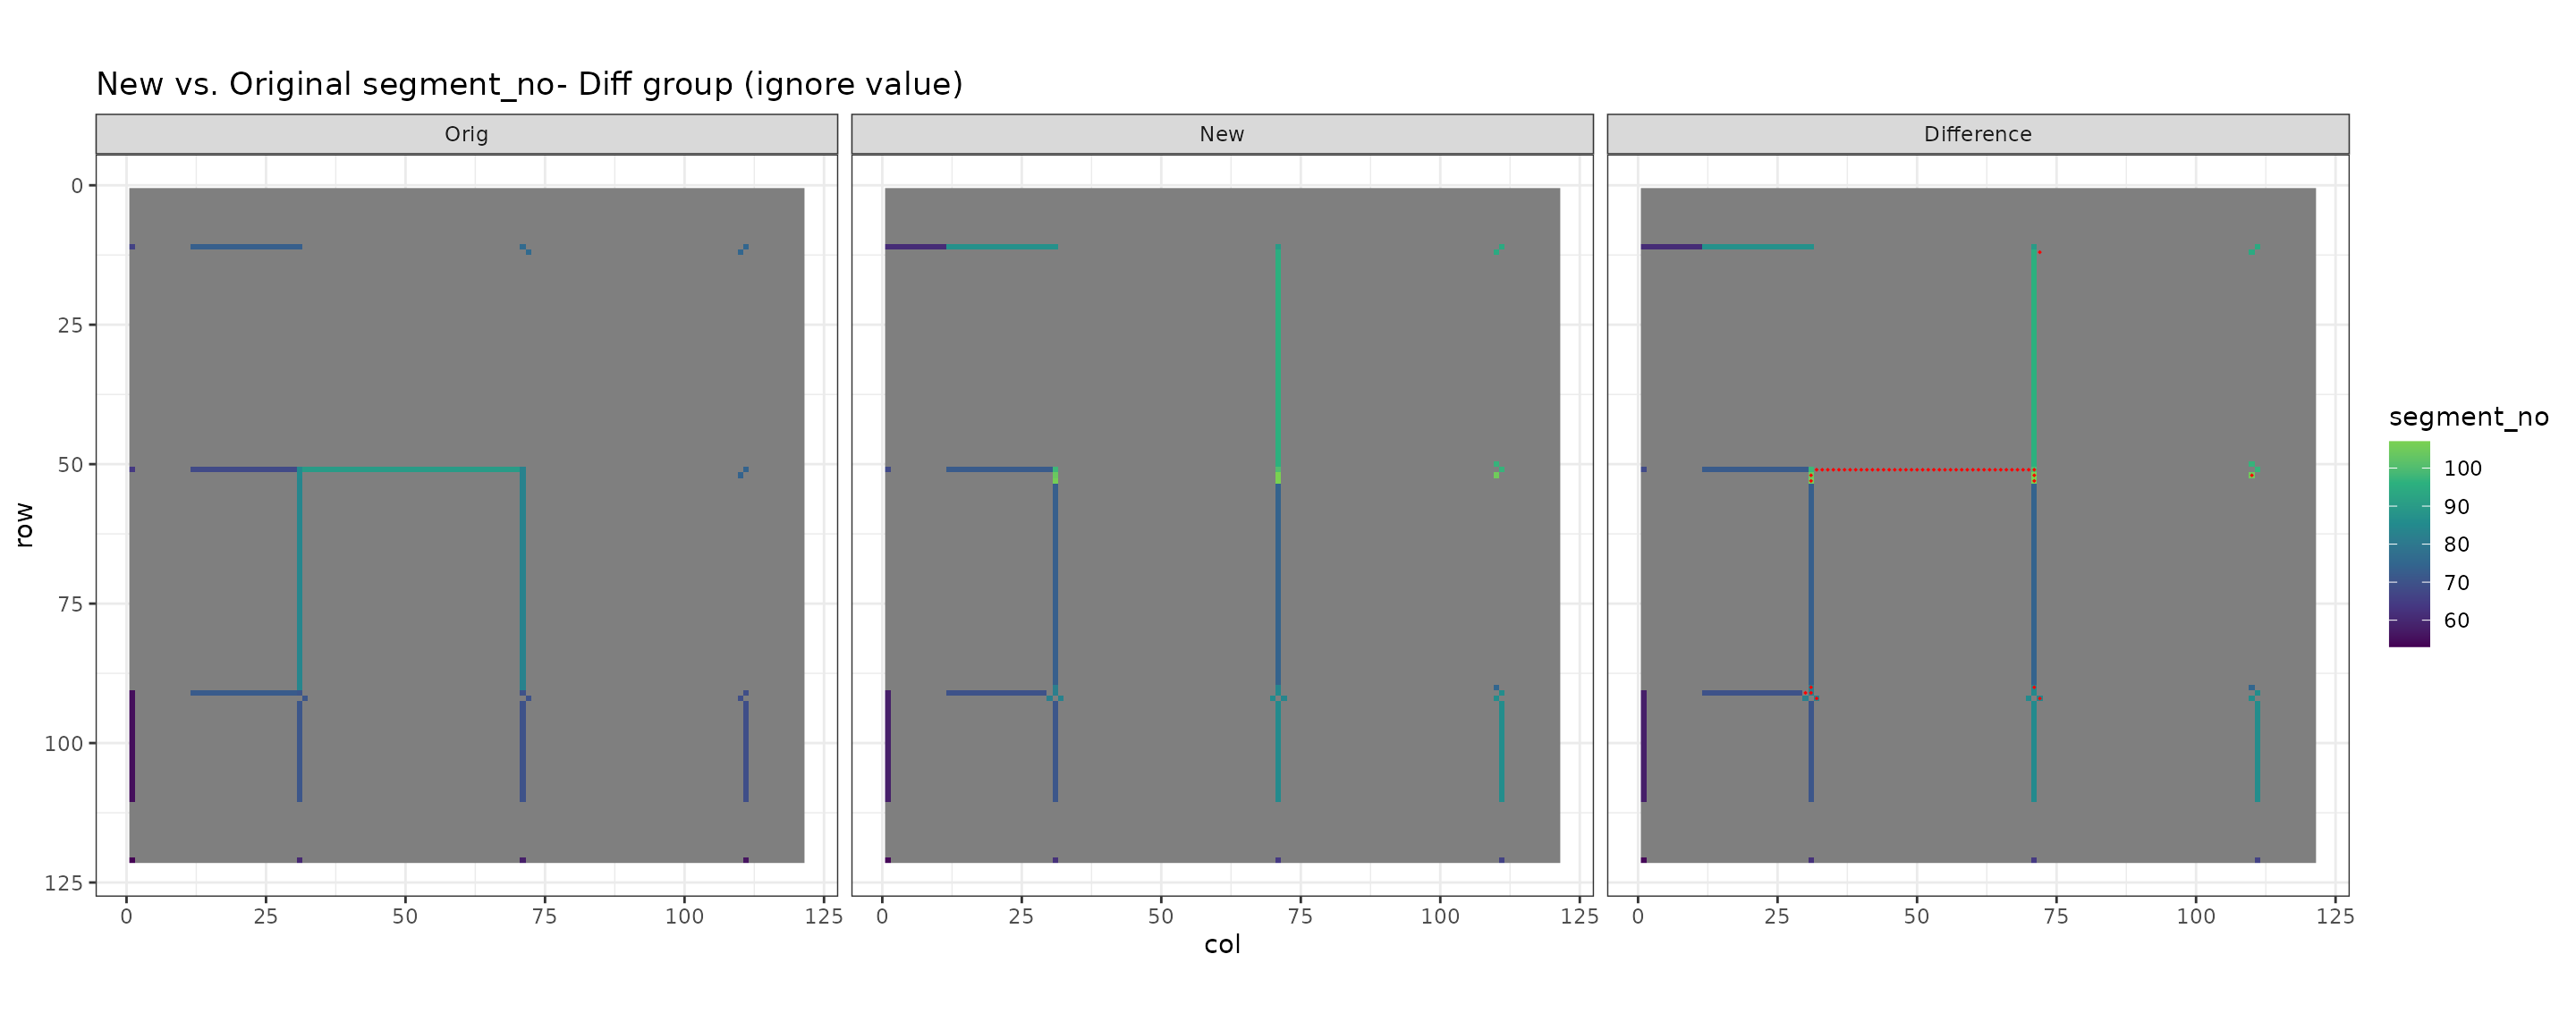 New vs. Original segment_no- Diff group (ignore value)
Orig New Difference
0
25
50
75
100
125
row
segment_no
100
90
80
70
60
0 25 50 75 100 125 0 25 50 75 100 125 0 25 50 75 100 125
col